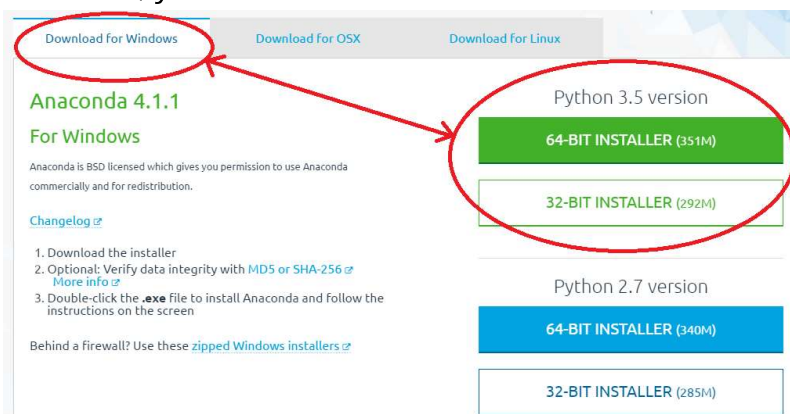 Download for Windows
Download for OSX
Download for Linux
Anaconda 4.1.1
For Windows
Anaconda is BSD licensed which gives you permission to use Anaconda
commercially and for redistribution.
Changelog
1. Download the installer
2. Optional: Verify data integrity with MD5 or SHA-256
More info
3. Double-click the .exe file to install Anaconda and follow the
instructions on the screen
Behind a firewall? Use these zipped Windows installers
Python 3.5 version
64-BIT INSTALLER (351M)
32-BIT INSTALLER (292M)
Python 2.7 version
64-BIT INSTALLER (340M)
32-BIT INSTALLER (285M)